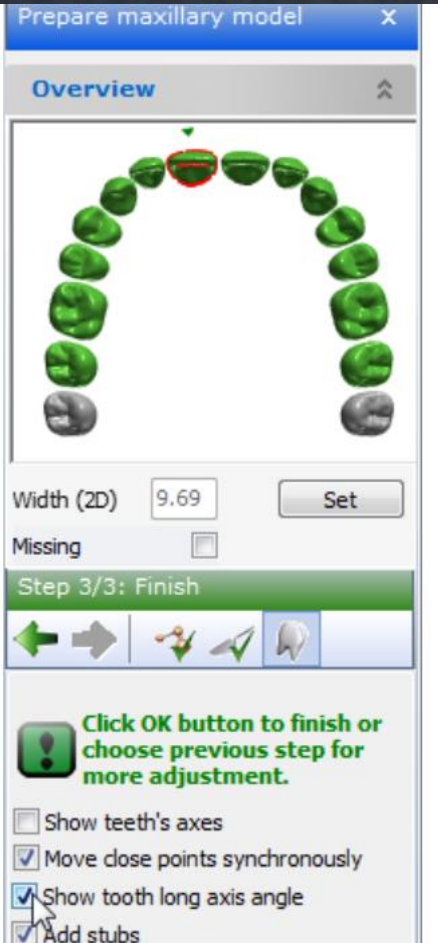 Prepare maxillary model x
Overview
Width (2D) 9.69 Set
Missing
Step 3/3: Finish
Click OK button to finish or
choose previous step for
more adjustment.
Show teeth's axes
Move close points synchronously
Show tooth long axis angle
Add stubs